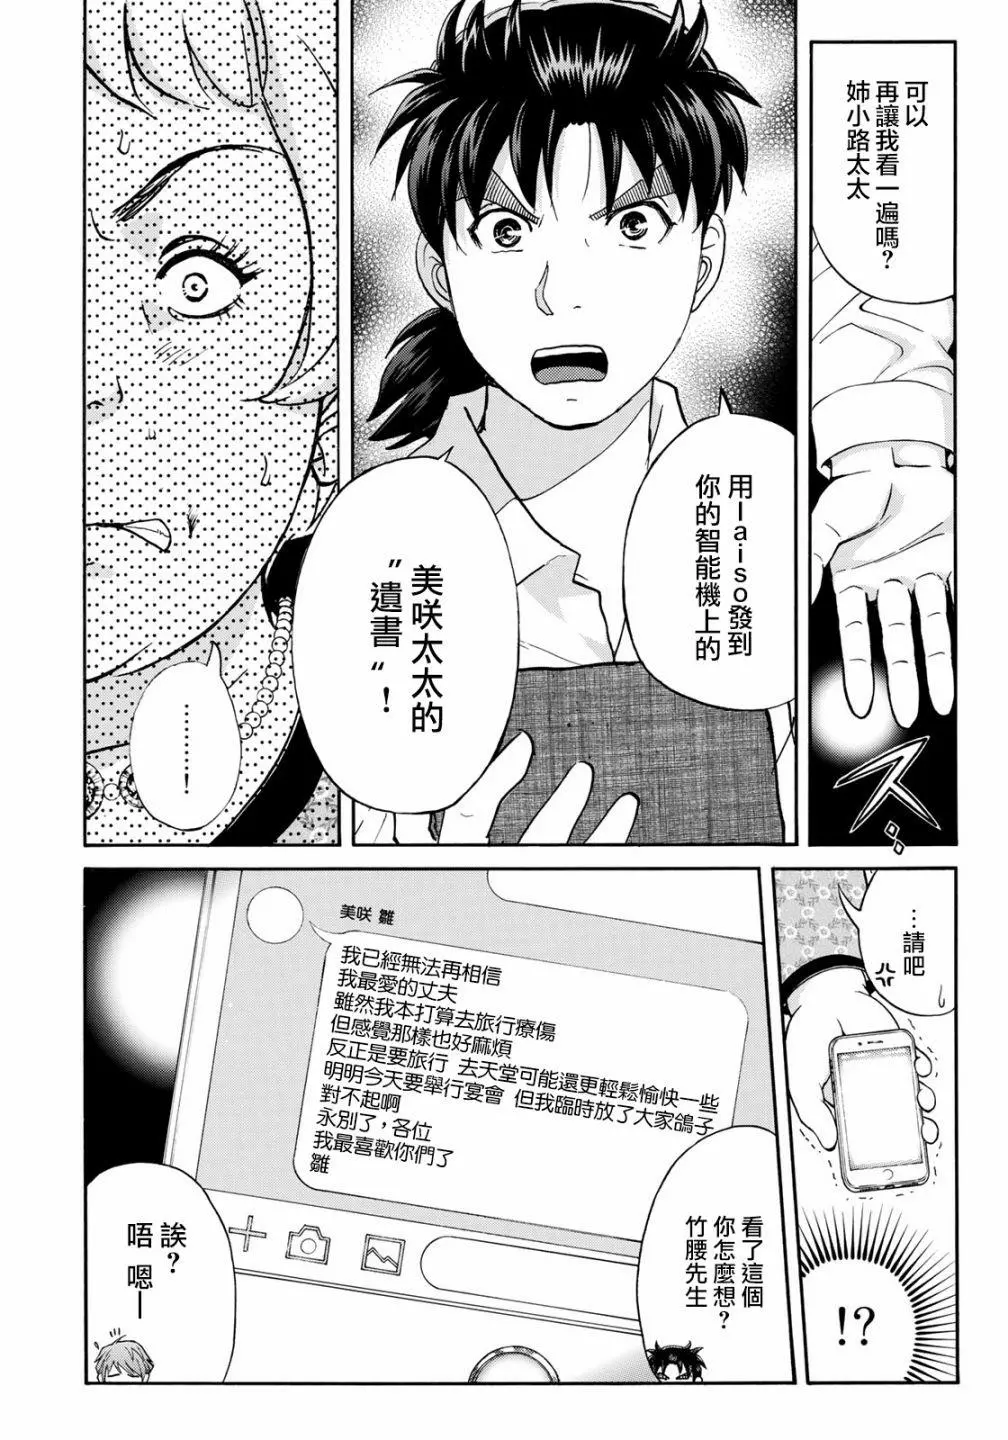 可以
再讓我看一遍嗎？
姉小路太太
用laiso發到
你的智能機上的
美咲太太的
"遺書"！
………！
ス
…請吧
!?
美咲 雛
我已經無法再相信
我最愛的丈夫
雖然我本打算去旅行療傷
但感覺那樣也好麻煩
反正是要旅行 去天堂可能還更輕鬆愉快一些
明明今天要舉行宴會 但我臨時放了大家鴿子
對不起啊
永別了，各位
我最喜歡你們了
雛
看了這個
你怎麼想？
竹腰先生
誒？
唔嗯ー